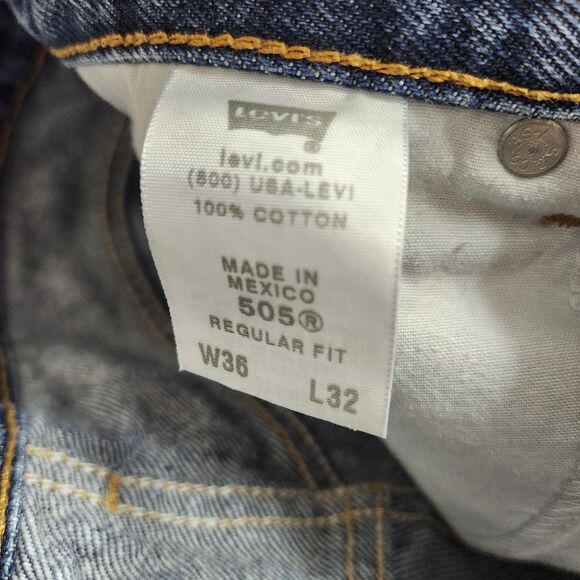 LEVI'S
®
levi.com
(800) USA-LEVI
100% COTTON
MADE IN
MEXICO
505®
REGULAR FIT
W36
L32